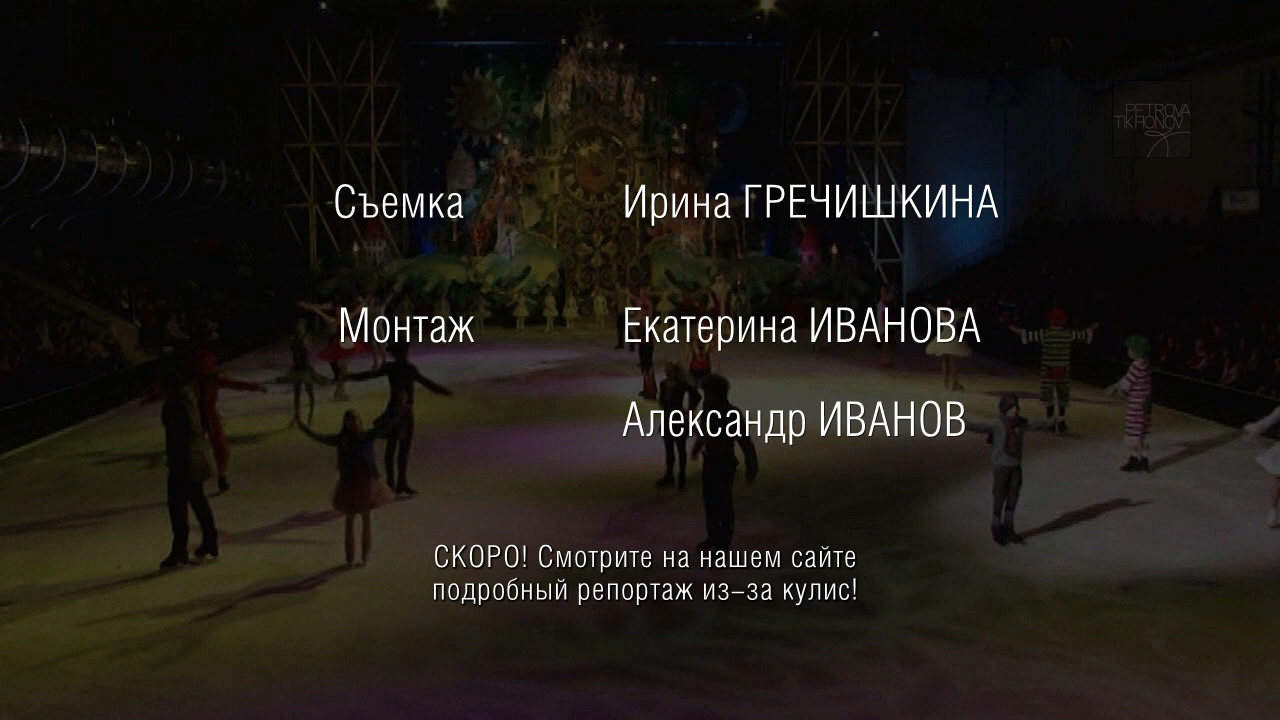 PETROVA
TIKHONOV
Съемка Ирина ГРЕЧИШКИНА
Монтаж Екатерина ИВАНОВА
Александр ИВАНОВ
СКОРО! Смотрите на нашем сайте
подробный репортаж из-за кулис!